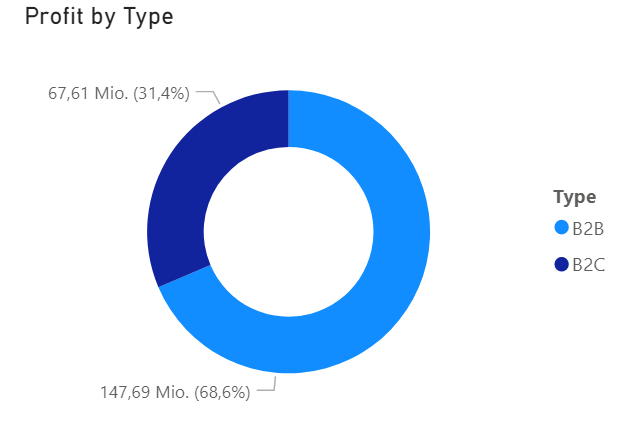 Profit by Type
67,61 Mio. (31,4%)
Type
B2B
B2C
147,69 Mio. (68,6%)